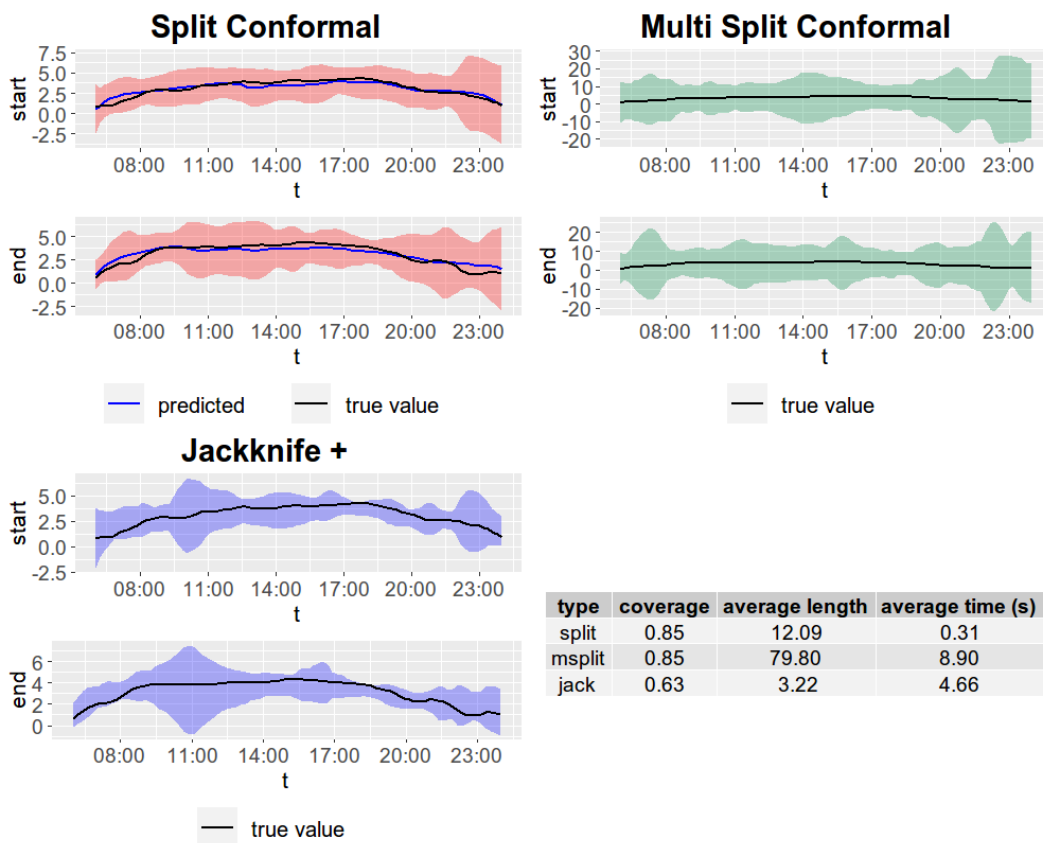 Split Conformal
7.5
5.0
2.5
0.0
-2.5
start
08:00 11:00 14:00 17:00 20:00 23:00
t
5.0
2.5
0.0
-2.5
end
08:00 11:00 14:00 17:00 20:00 23:00
t
predicted true value
Multi Split Conformal
30
20
10
0
-10
-20
start
08:00 11:00 14:00 17:00 20:00 23:00
t
20
10
0
-10
-20
end
08:00 11:00 14:00 17:00 20:00 23:00
t
true value
Jackknife +
5.0
2.5
0.0
-2.5
start
08:00 11:00 14:00 17:00 20:00 23:00
t
6
4
2
0
end
08:00 11:00 14:00 17:00 20:00 23:00
t
true value
type coverage average length average time (s)
split 0.85 12.09 0.31
msplit 0.85 79.80 8.90
jack 0.63 3.22 4.66